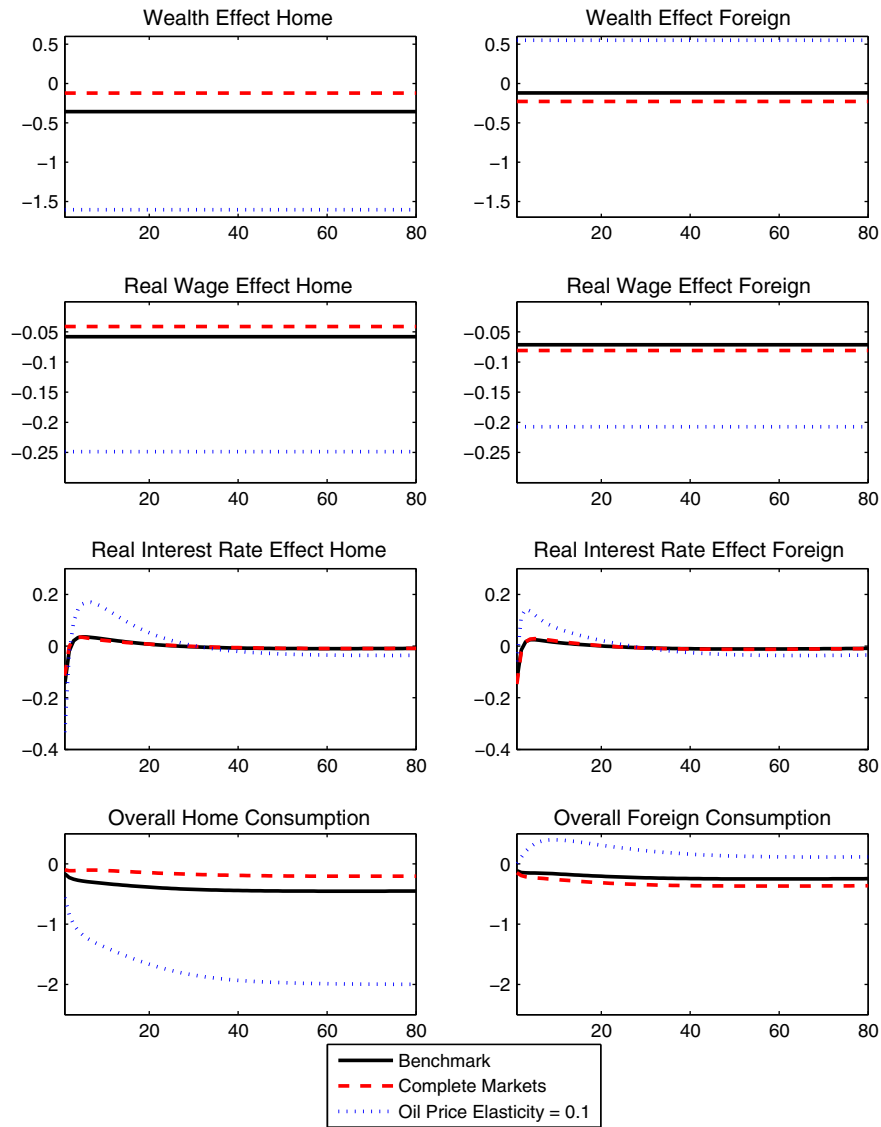 Wealth Effect Home
Wealth Effect Foreign
0.5
0
−0.5
−1
−1.5
20 40 60 80
0.5
0
−0.5
−1
−1.5
20 40 60 80
Real Wage Effect Home
Real Wage Effect Foreign
−0.05
−0.1
−0.15
−0.2
−0.25
20 40 60 80
−0.05
−0.1
−0.15
−0.2
−0.25
20 40 60 80
Real Interest Rate Effect Home
Real Interest Rate Effect Foreign
0.2
0
−0.2
−0.4
20 40 60 80
0.2
0
−0.2
−0.4
20 40 60 80
Overall Home Consumption
Overall Foreign Consumption
0
−1
−2
20 40 60 80
0
−1
−2
20 40 60 80
Benchmark
Complete Markets
Oil Price Elasticity = 0.1